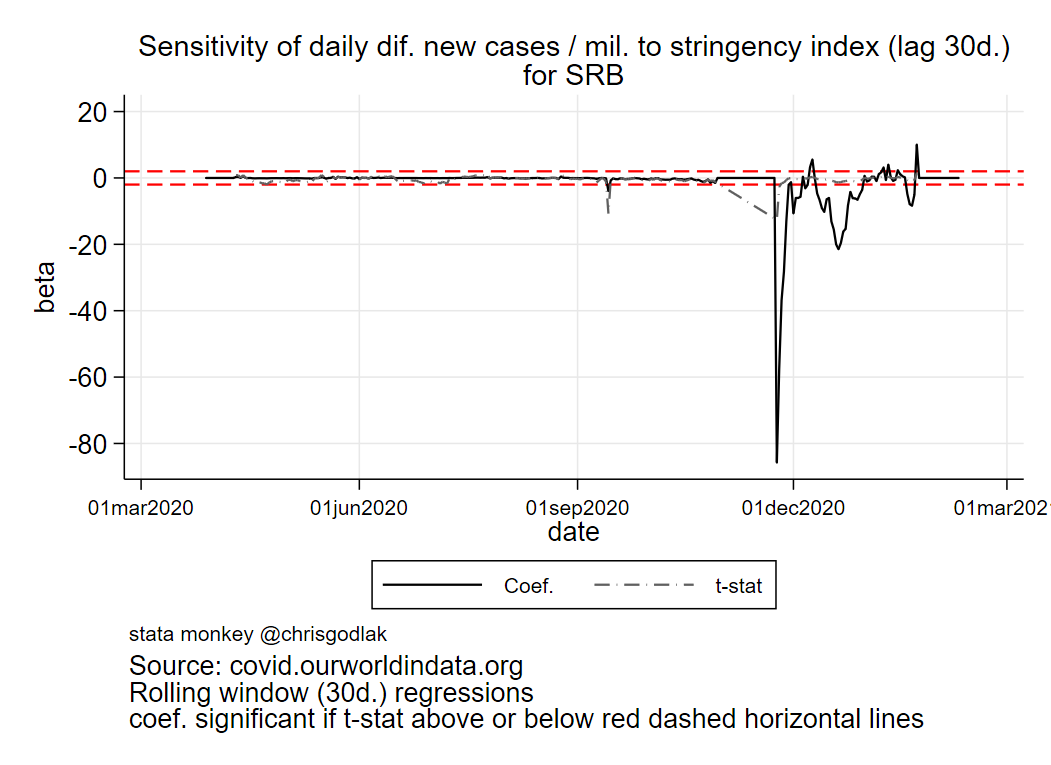 Sensitivity of daily dif. new cases / mil. to stringency index (lag 30d.)
for SRB
20
0
-20
-40
-60
-80
beta
01mar2020
01jun2020
01sep2020
01dec2020
01mar202
date
Coef.
t-stat
stata monkey @chrisgodlak
Source: covid.ourworldindata.org
Rolling window (30d.) regressions
coef. significant if t-stat above or below red dashed horizontal lines